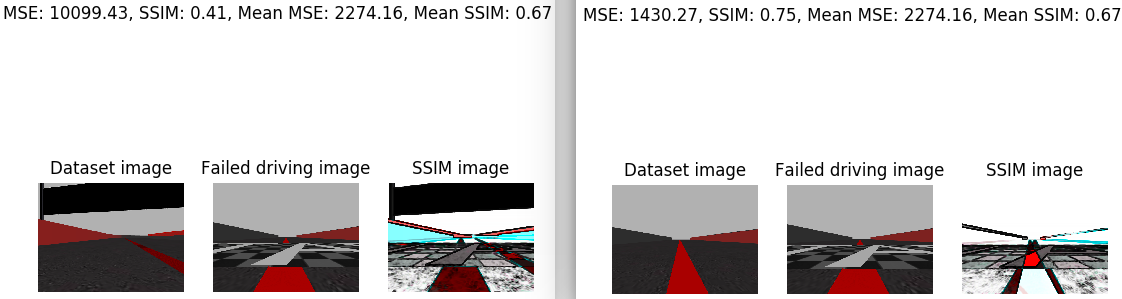 MSE: 10099.43, SSIM: 0.41, Mean MSE: 2274.16, Mean SSIM: 0.67
Dataset image
Failed driving image
SSIM image
MSE: 1430.27, SSIM: 0.75, Mean MSE: 2274.16, Mean SSIM: 0.67
Dataset image
Failed driving image
SSIM image